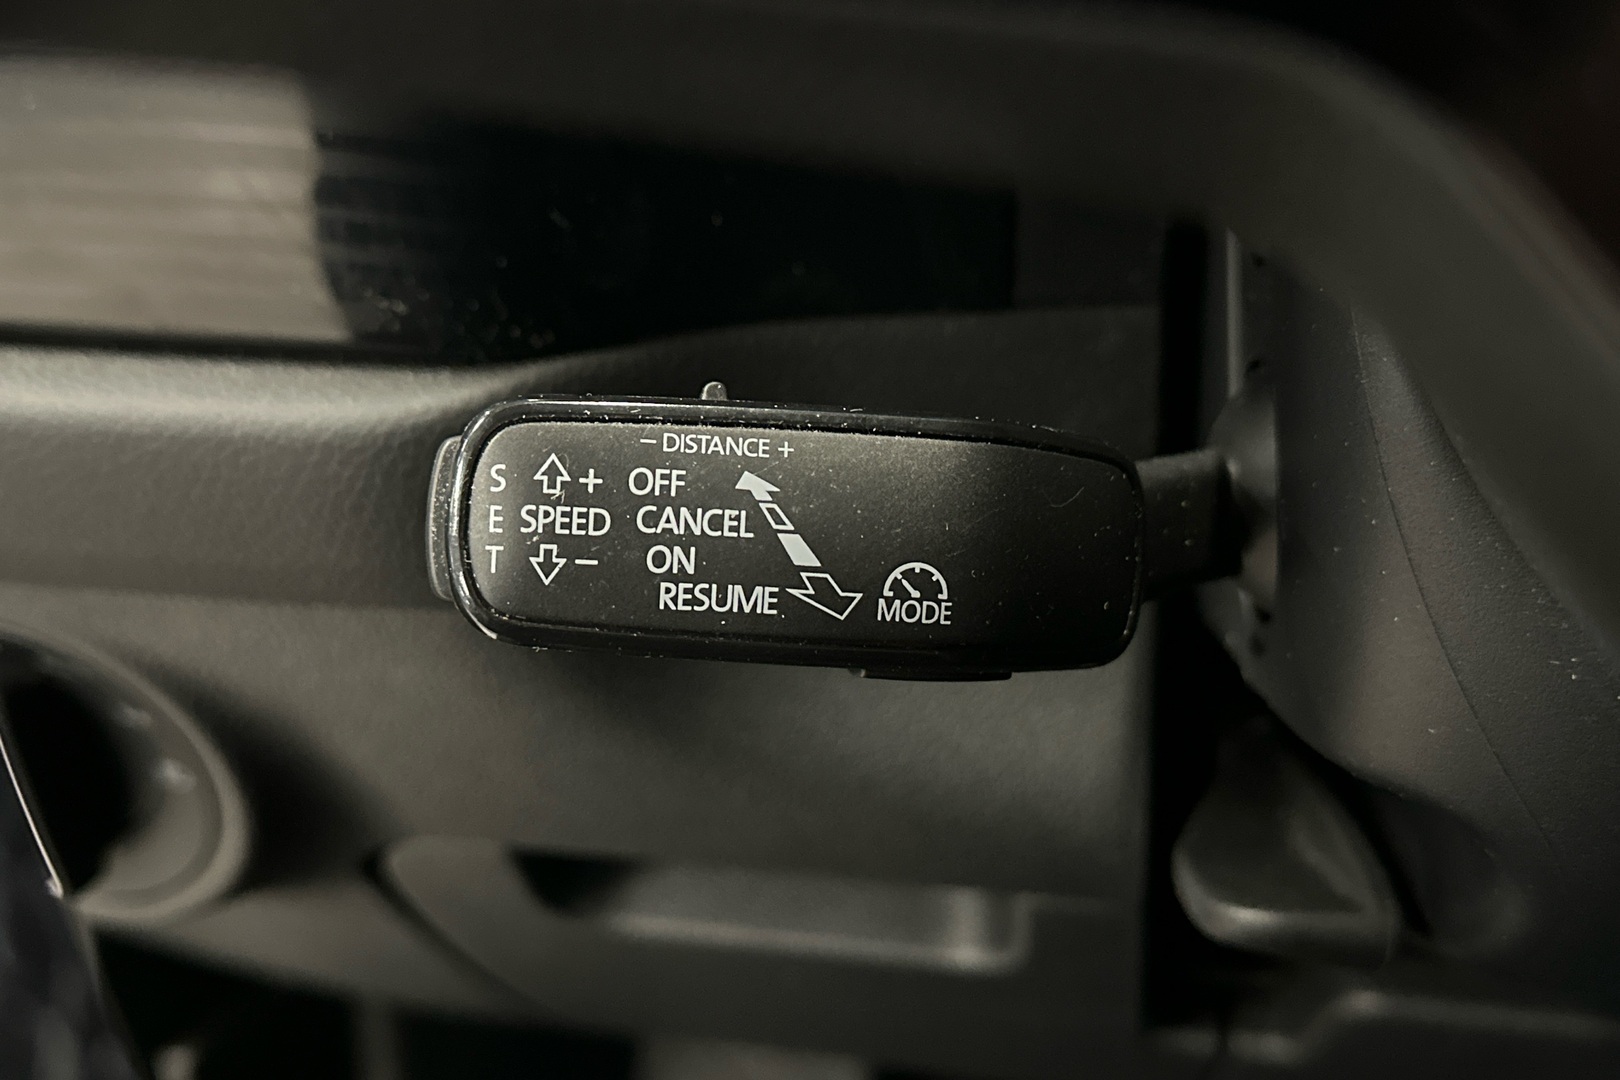 – DISTANCE +
S + OFF
E SPEED CANCEL
T – ON
RESUME
MODE